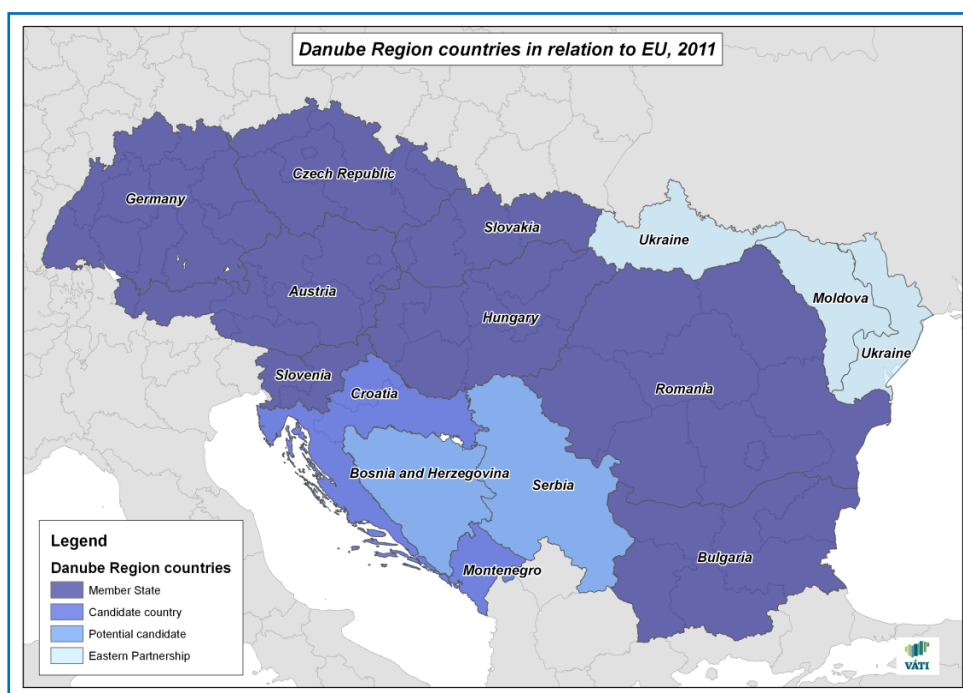 Danube Region countries in relation to EU, 2011
Czech Republic
Germany
Slovakia
Ukraine
Austria
Moldova
Hungary
Ukraine
Slovenia
Romania
Croatia
Bosnia and Herzegovina
Serbia
Bulgaria
Montenegro
Legend
Danube Region countries
Member State
Candidate country
Potential candidate
Eastern Partnership
VÁTI